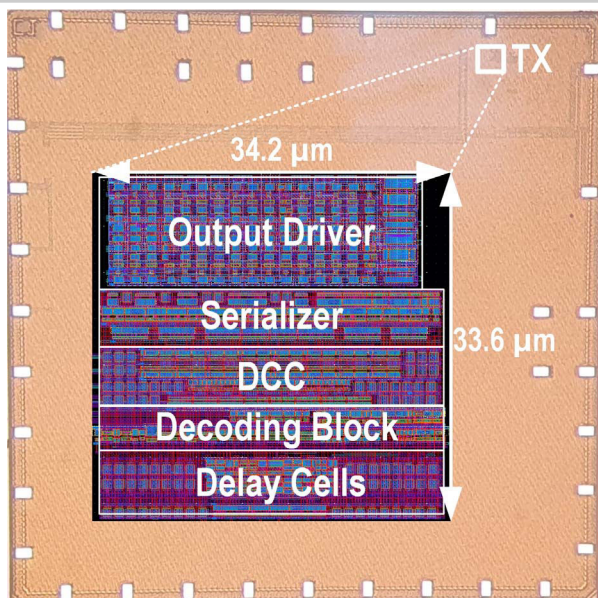 TX
34.2 µm
Output Driver
Serializer
33.6 µm
DCC
Decoding Block
Delay Cells